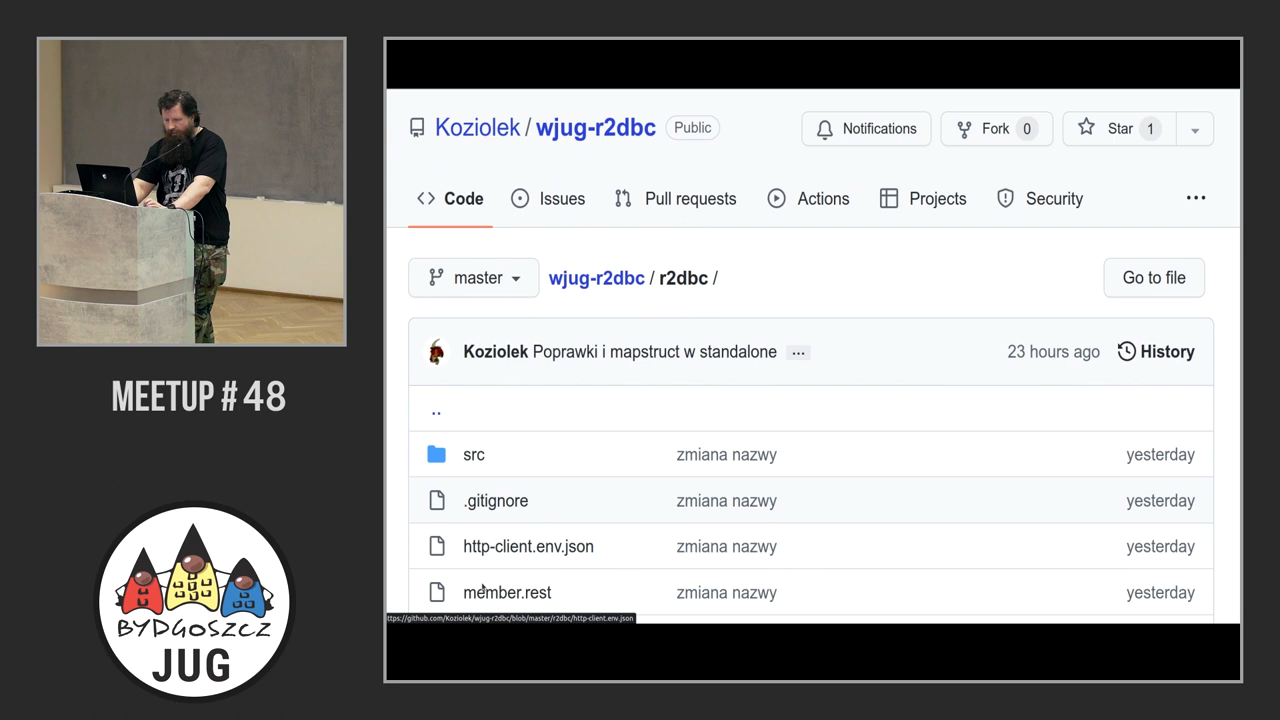 Koziolek / wjug-r2dbc Public
Notifications
Fork 0
Star 1
Code
Issues
Pull requests
Actions
Projects
Security
master
wjug-r2dbc / r2dbc /
Go to file
Koziolek Poprawki i mapstruct w standalone
23 hours ago
History
..
src zmiana nazwy yesterday
.gitignore zmiana nazwy yesterday
http-client.env.json zmiana nazwy yesterday
member.rest zmiana nazwy yesterday
ttps://github.com/Koziolek/wjug-r2dbc/blob/master/r2dbc/http-client.env.json
MEETUP # 48
BYDGOSZCZ
JUG